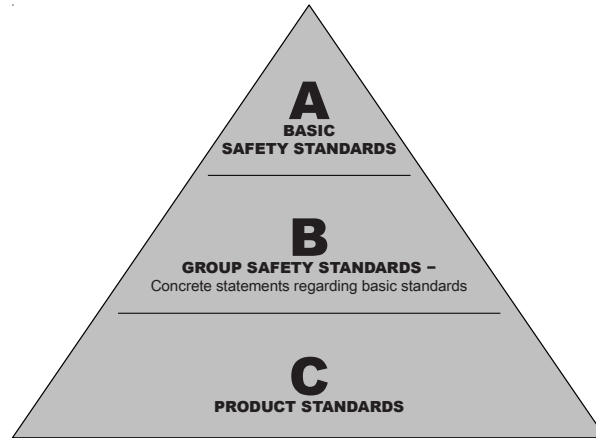 A
BASIC
SAFETY STANDARDS
B
GROUP SAFETY STANDARDS –
Concrete statements regarding basic standards
C
PRODUCT STANDARDS